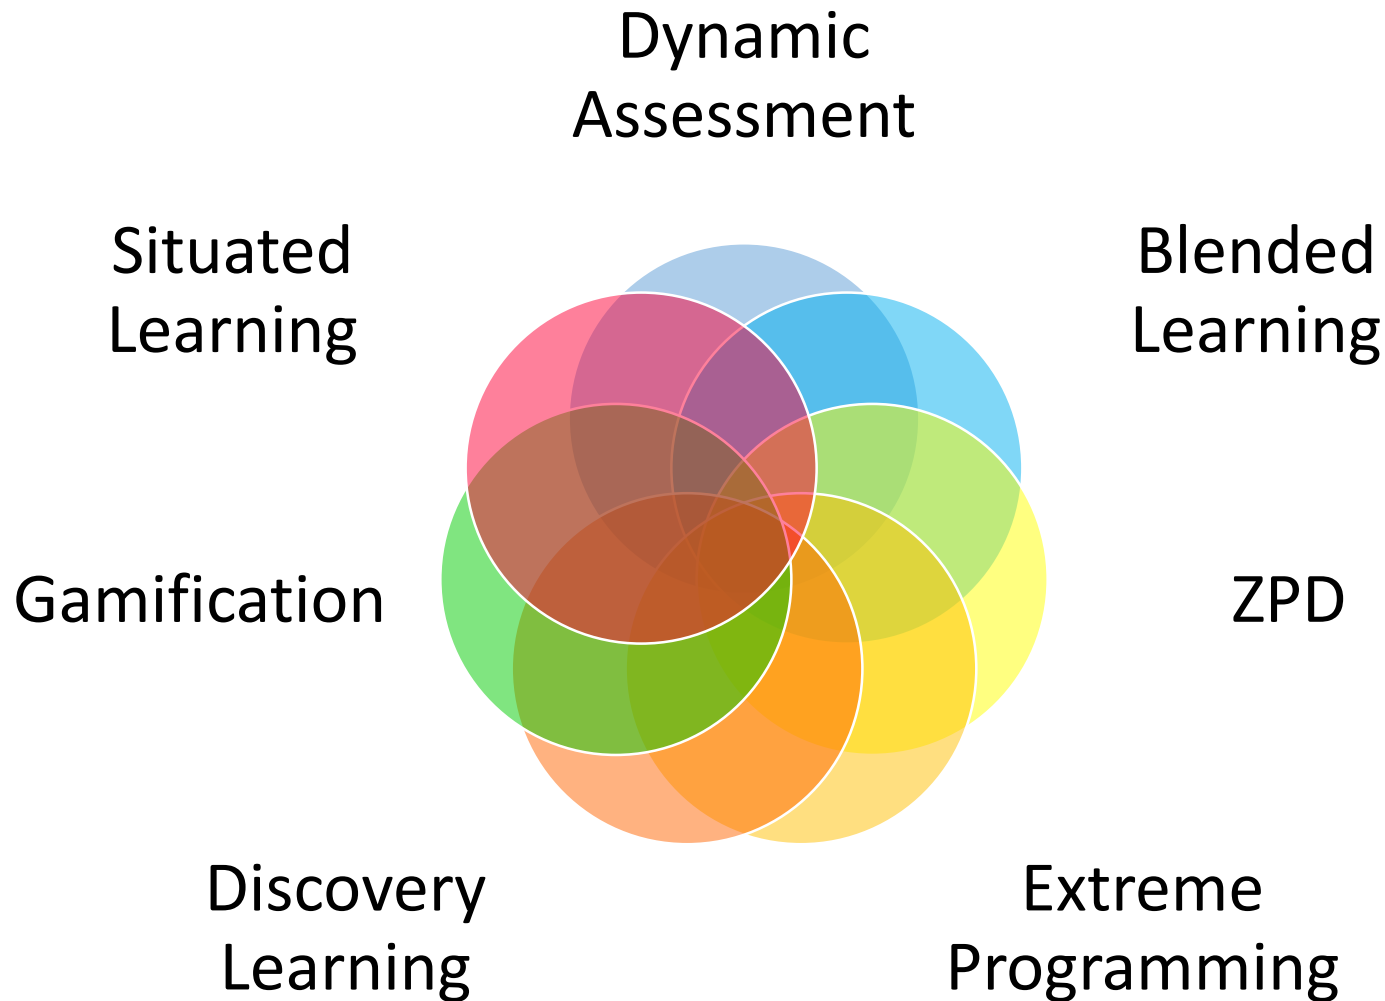 Dynamic
Assessment
Situated
Learning
Blended
Learning
Gamification
ZPD
Discovery
Learning
Extreme
Programming